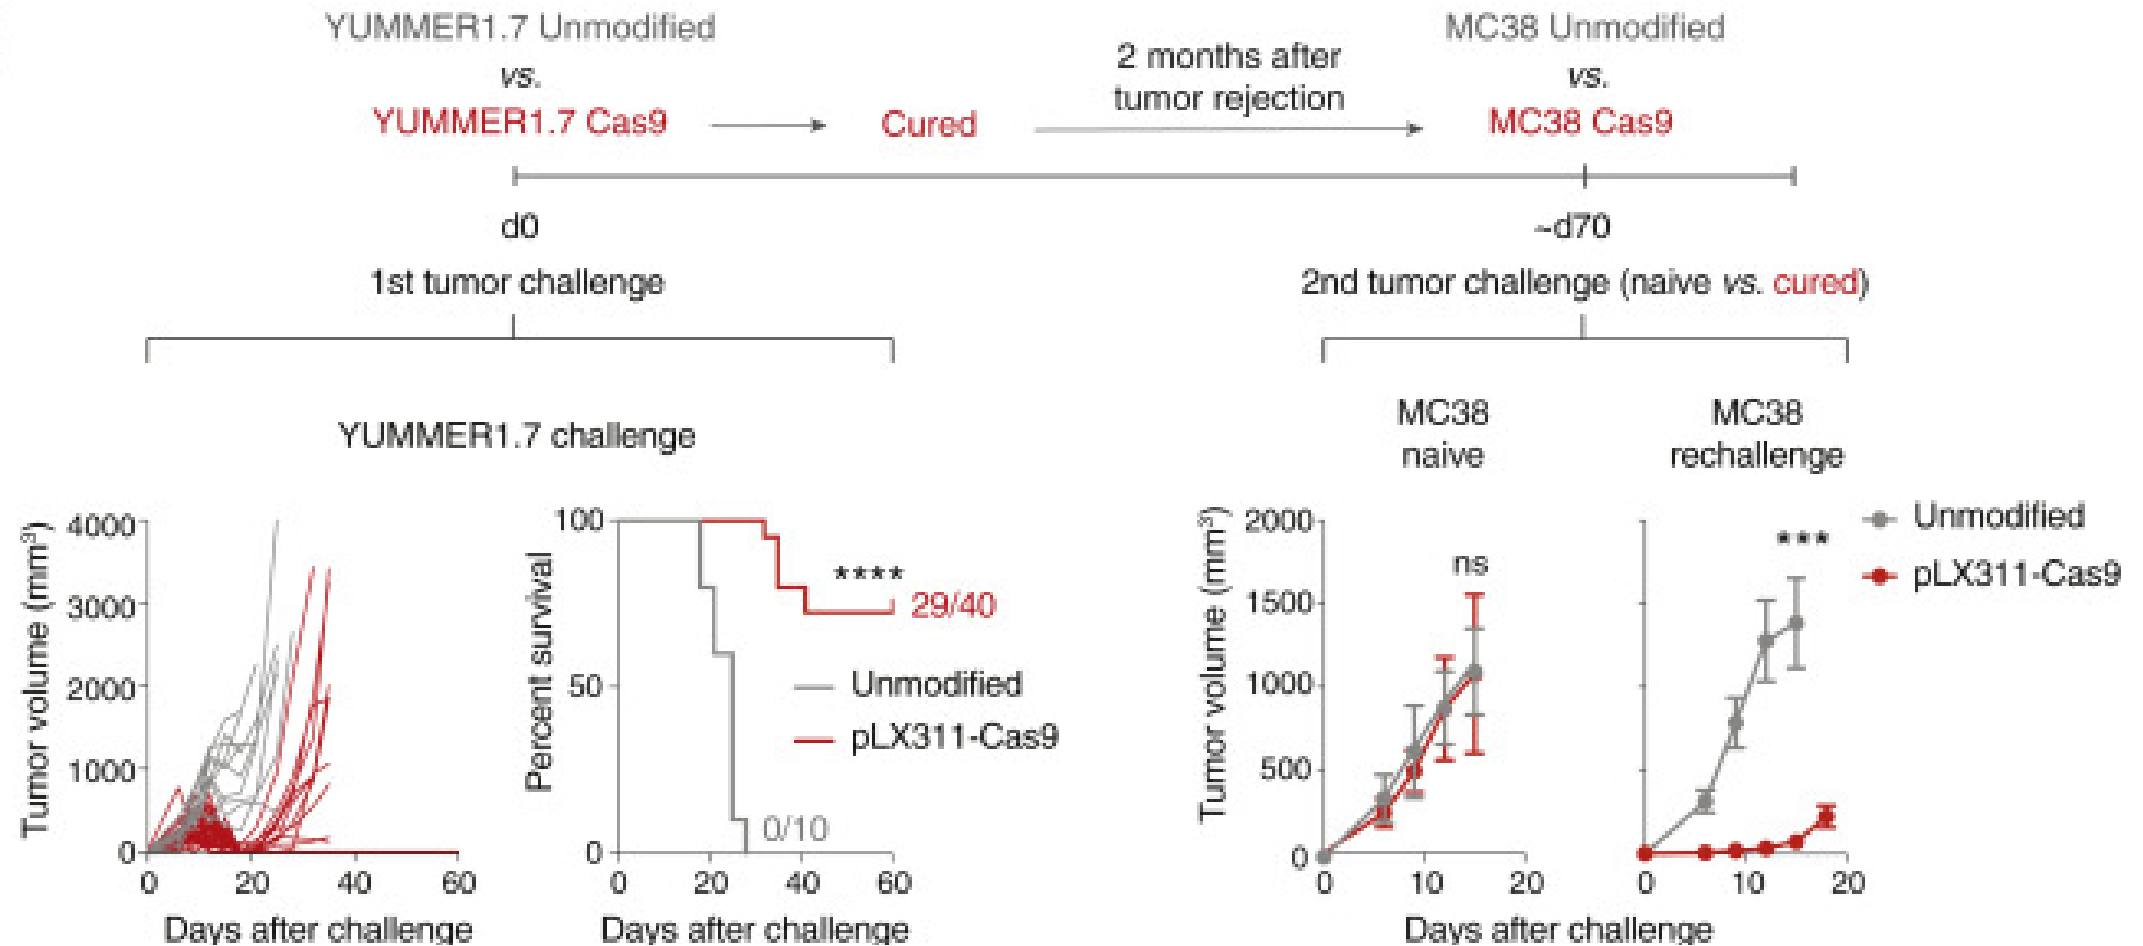 YUMMER1.7 Unmodified
vs.
YUMMER1.7 Cas9
Cured
2 months after
tumor rejection
MC38 Unmodified
vs.
MC38 Cas9
d0
~d70
1st tumor challenge
2nd tumor challenge (naive vs. cured)
YUMMER1.7 challenge
MC38
naive
MC38
rechallenge
Tumor volume (mm³)
4000
3000
2000
1000
0
0 20 40 60
Days after challenge
Percent survival
100
50
0
****
29/40
Unmodified
pLX311-Cas9
0/10
0 20 40 60
Days after challenge
Tumor volume (mm³)
2000
1500
1000
500
0
ns
0 10 20
***
0 10 20
Days after challenge
Unmodified
pLX311-Cas9